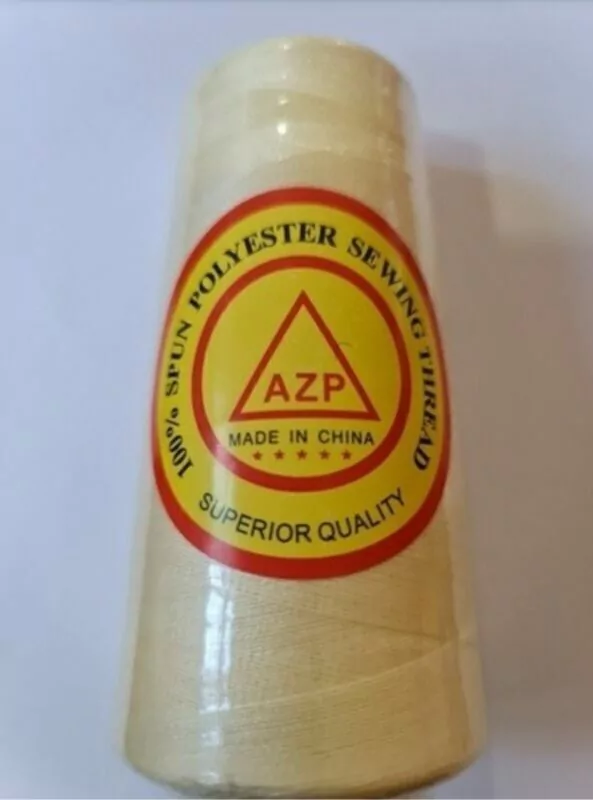 100% SPUN POLYESTER SEWING THREAD
AZP
MADE IN CHINA
SUPERIOR QUALITY